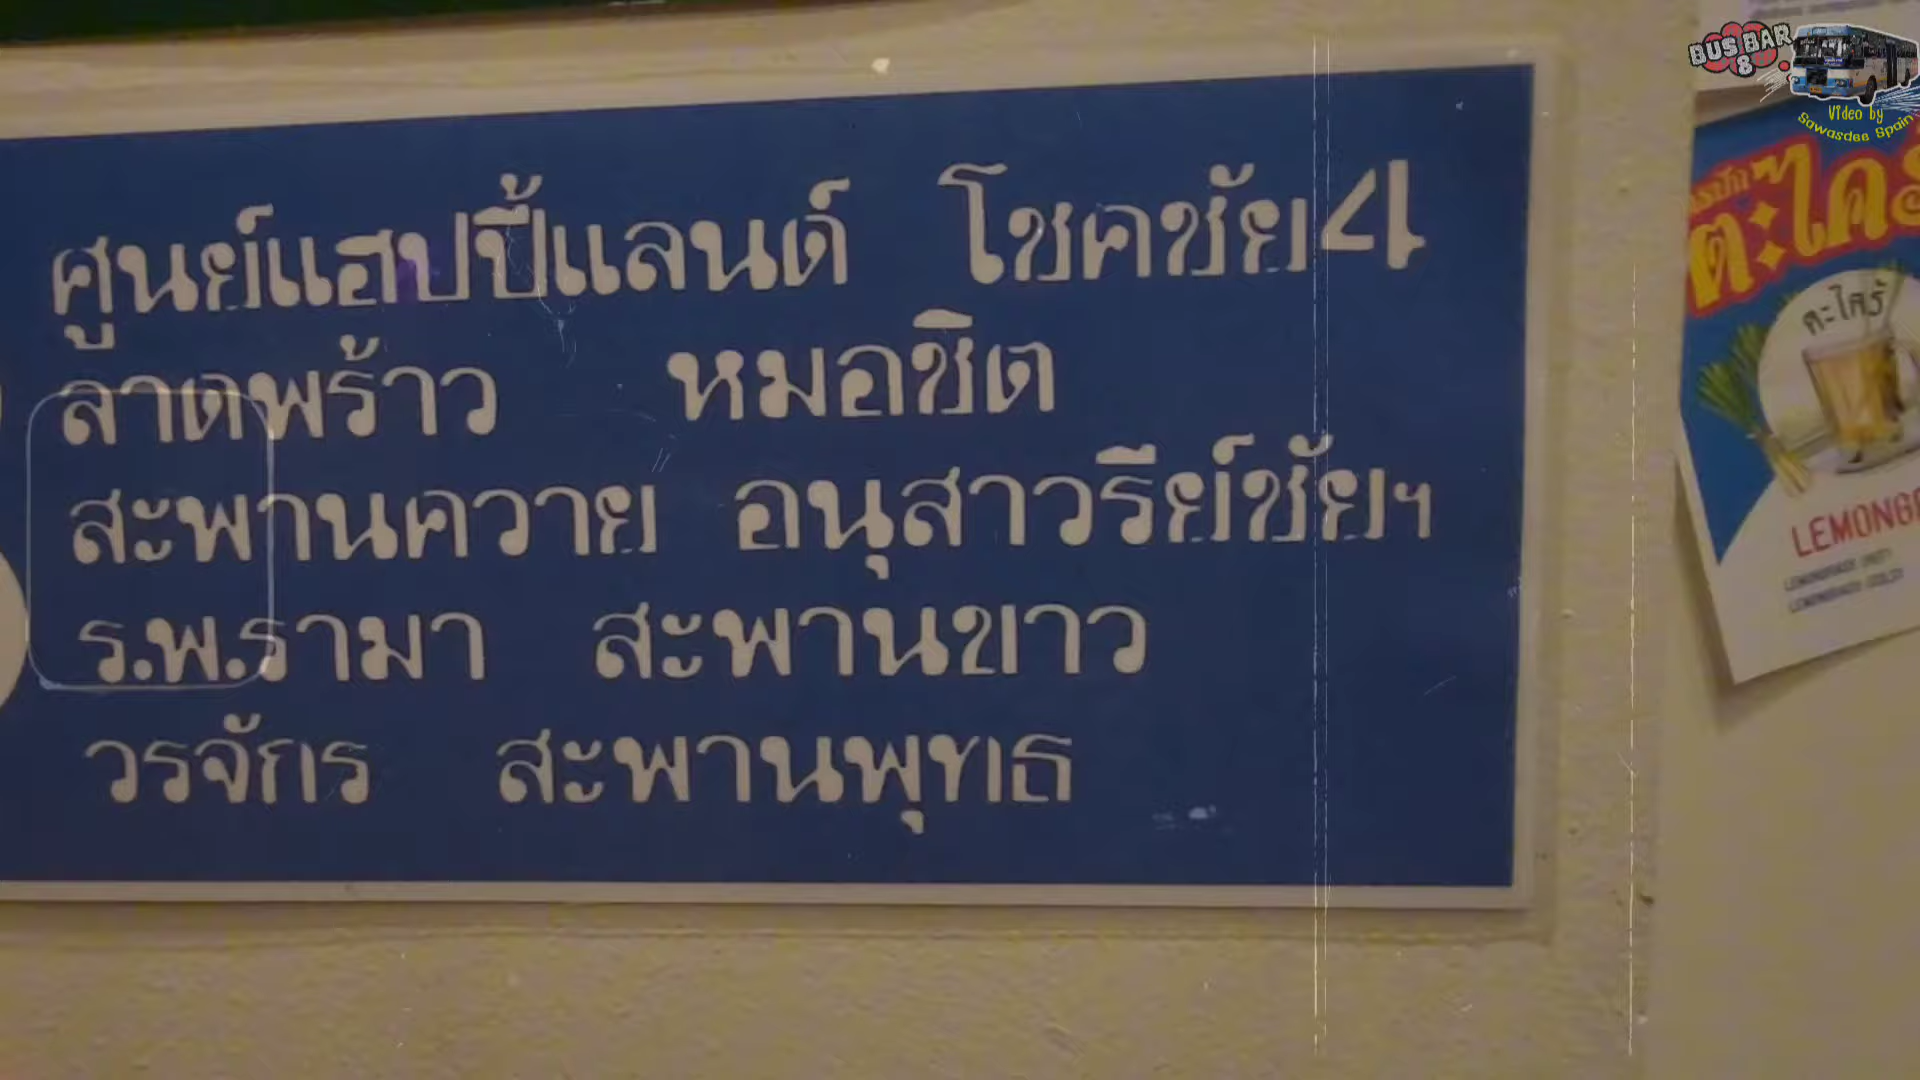 ศูนย์แฮปปี้แลนด์ โชคชัย4
ลาดพร้าว หมอชิต
สะพานควาย อนุสาวรีย์ชัยฯ
ร.พ.รามา สะพานขาว
วรจักร สะพานพุทธ
BUS BAR
8
Video by
Sawasdee Spain
ตะไคร้
LEMONG